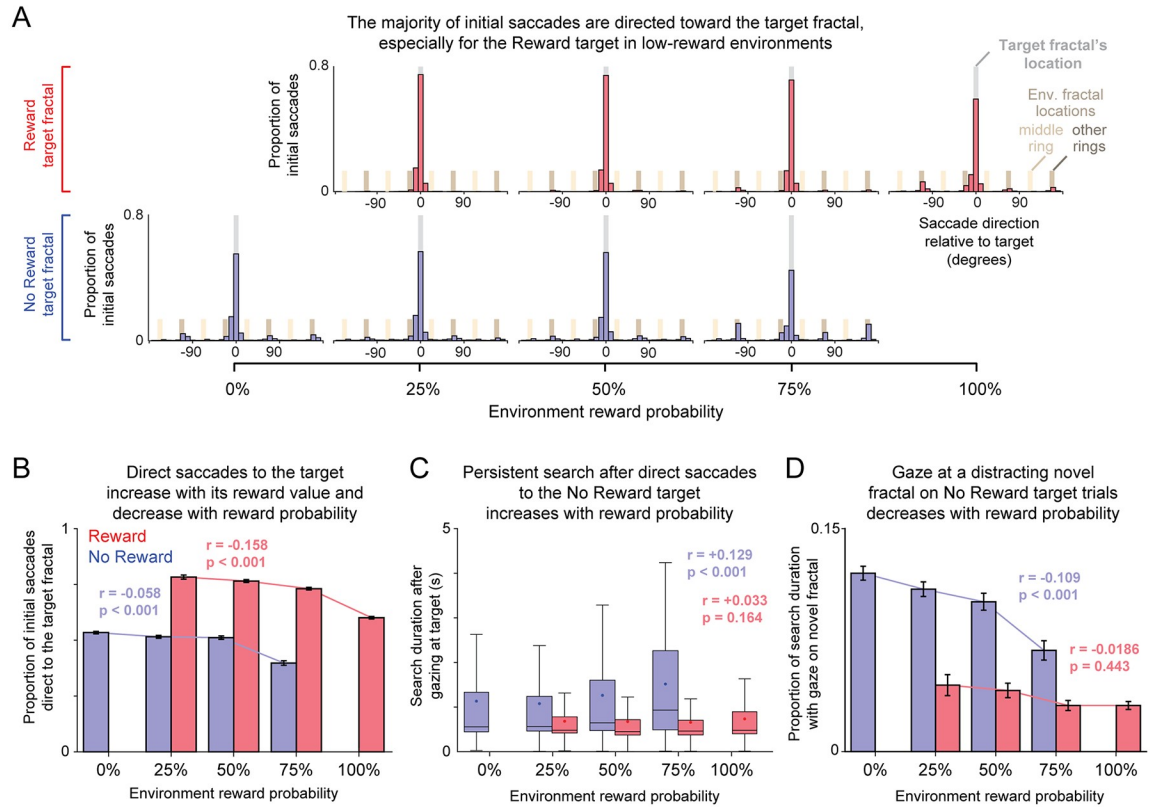 A
The majority of initial saccades are directed toward the target fractal,
especially for the Reward target in low-reward environments
Reward
target fractal
Proportion of
initial saccades
0.8
0
-90 0 90
-90 0 90
-90 0 90
-90 0 90
Target fractal's
location
Env. fractal
locations
middle
ring
other
rings
Saccade direction
relative to target
(degrees)
No Reward
target fractal
Proportion of
initial saccades
0.8
0
-90 0 90
-90 0 90
-90 0 90
-90 0 90
0% 25% 50% 75% 100%
Environment reward probability
B
Direct saccades to the target
increase with its reward value and
decrease with reward probability
Proportion of initial saccades
direct to the target fractal
1
0
Reward
No Reward
r = -0.158
p < 0.001
r = -0.058
p < 0.001
0% 25% 50% 75% 100%
Environment reward probability
C
Persistent search after direct saccades
to the No Reward target
increases with reward probability
Search duration after
gazing at target (s)
5
0
r = +0.129
p < 0.001
r = +0.033
p = 0.164
0% 25% 50% 75% 100%
Environment reward probability
D
Gaze at a distracting novel
fractal on No Reward target trials
decreases with reward probability
Proportion of search duration
with gaze on novel fractal
0.15
0
r = -0.109
p < 0.001
r = -0.0186
p = 0.443
0% 25% 50% 75% 100%
Environment reward probability